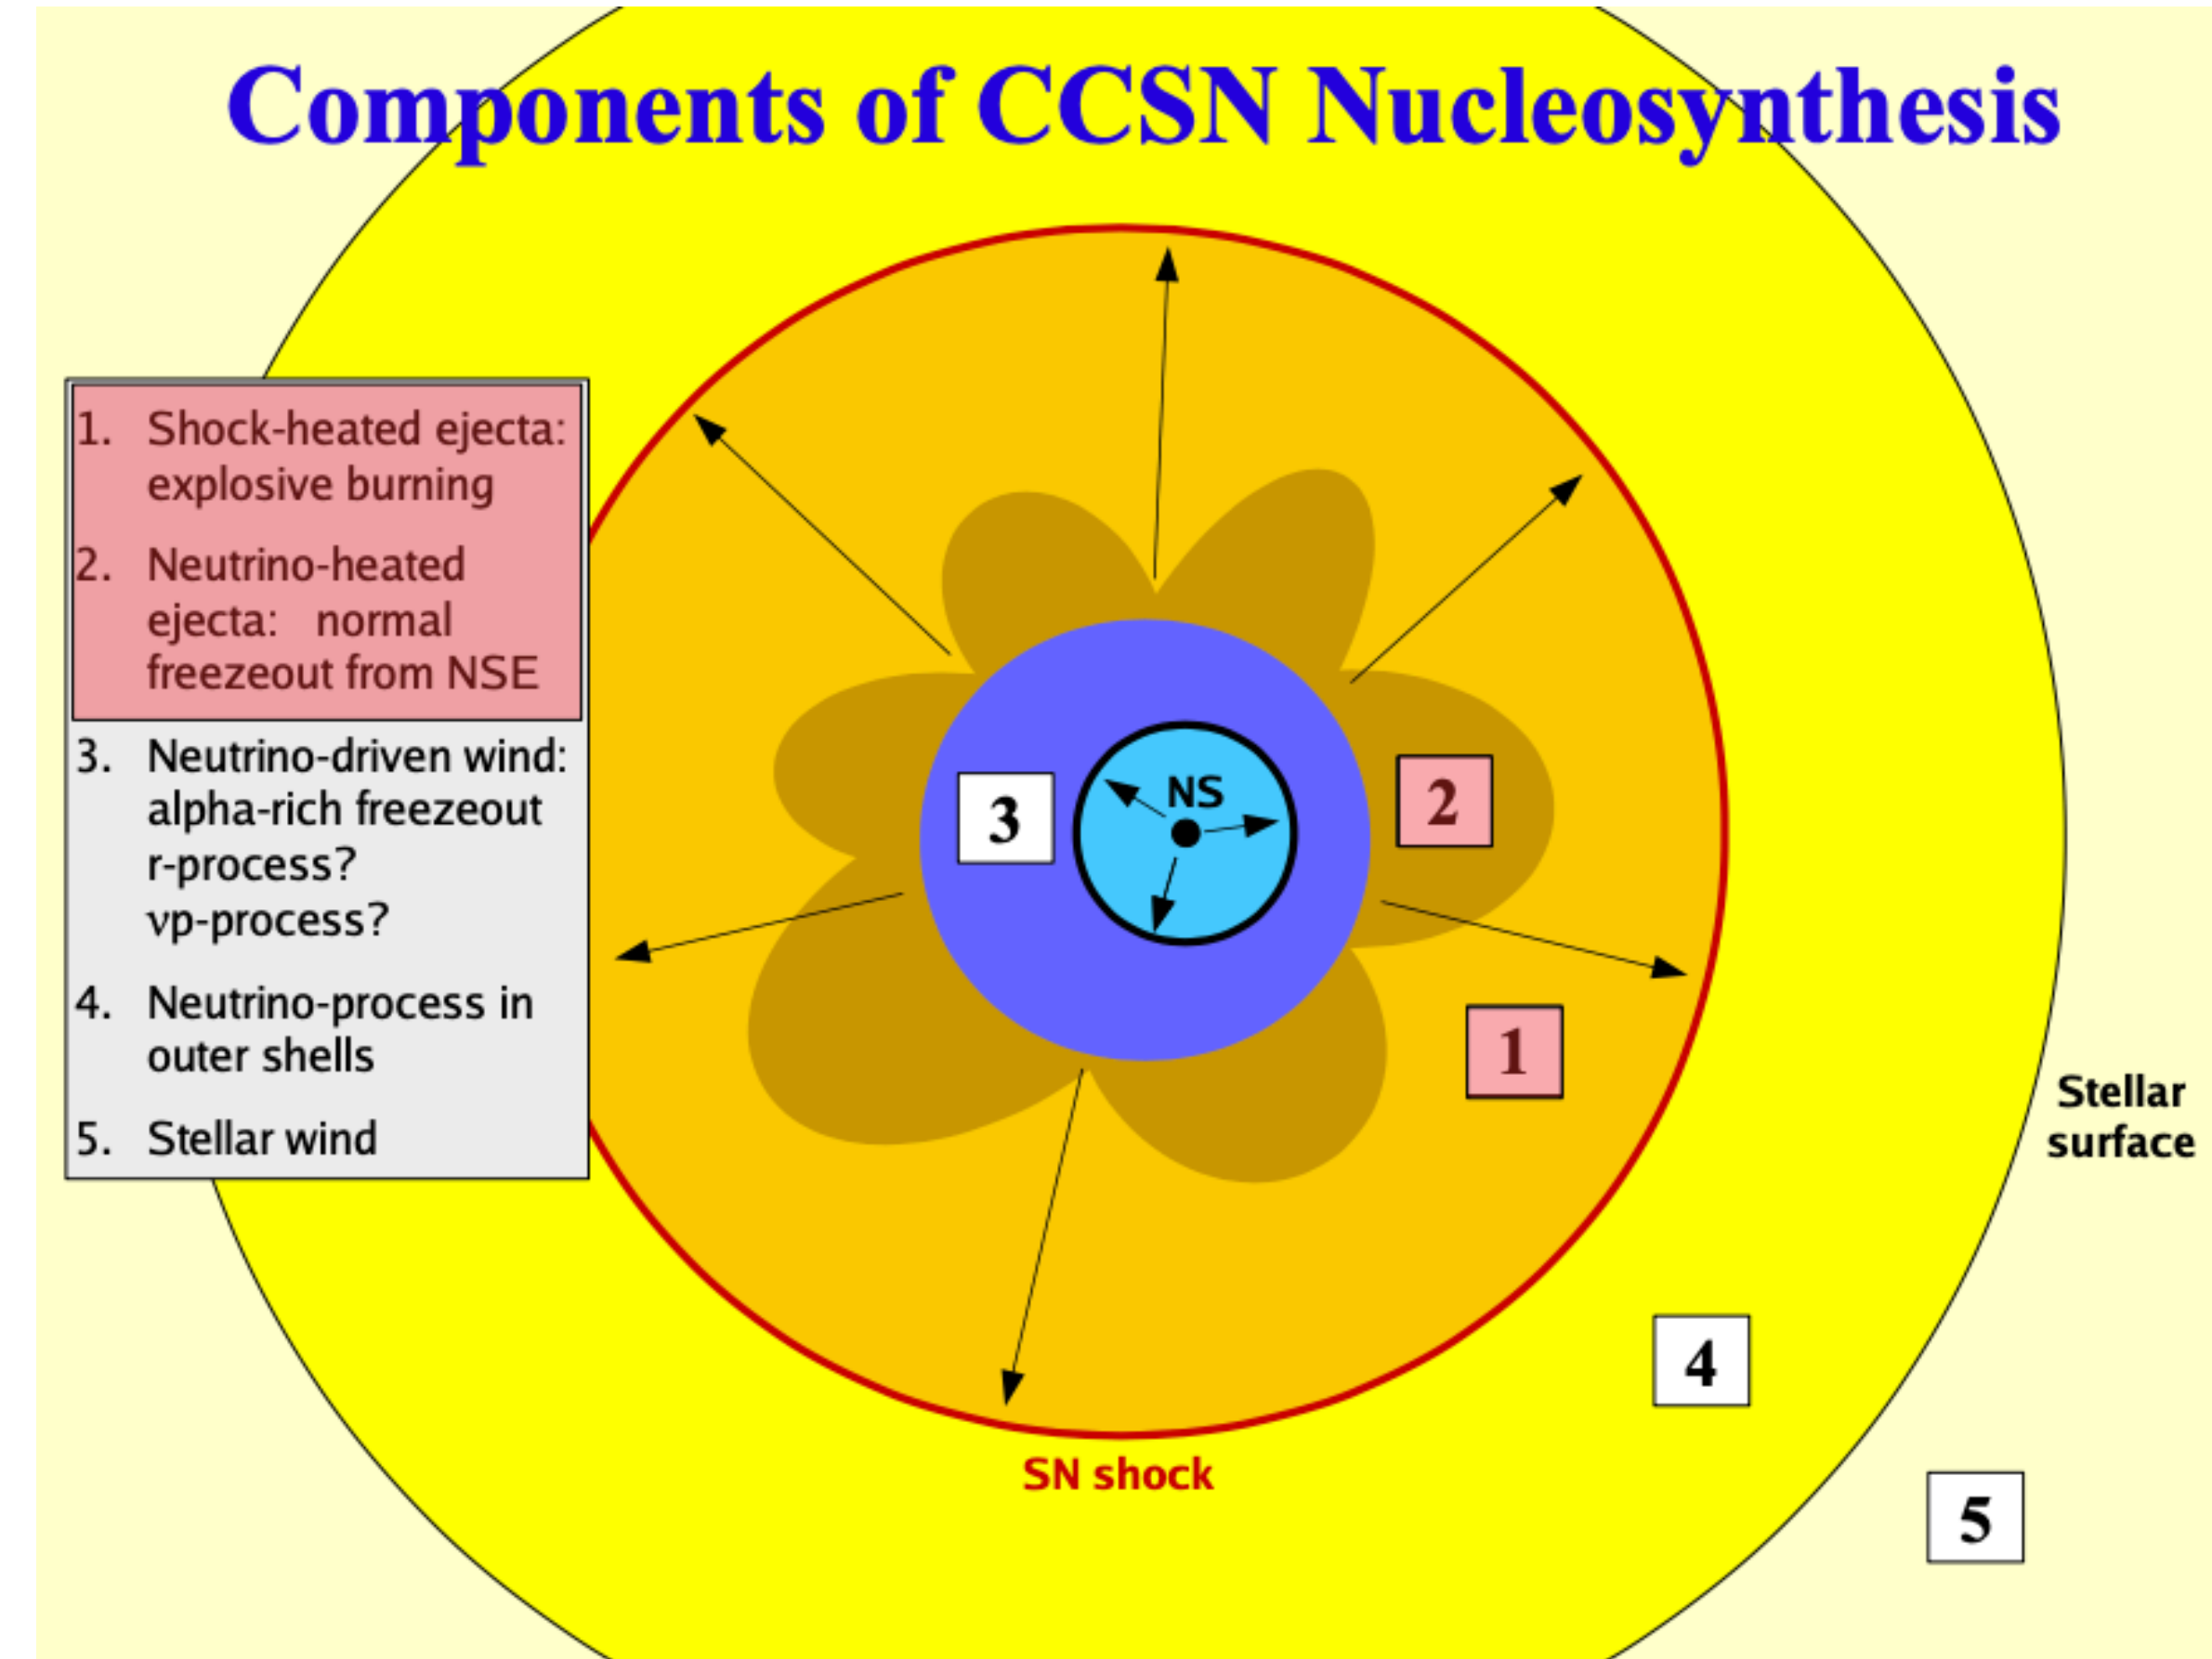 Components of CCSN Nucleosynthesis
1. Shock-heated ejecta:
explosive burning
2. Neutrino-heated
ejecta: normal
freezeout from NSE
3. Neutrino-driven wind:
alpha-rich freezeout
r-process?
νp-process?
4. Neutrino-process in
outer shells
5. Stellar wind
NS
3
2
1
Stellar
surface
4
SN shock
5